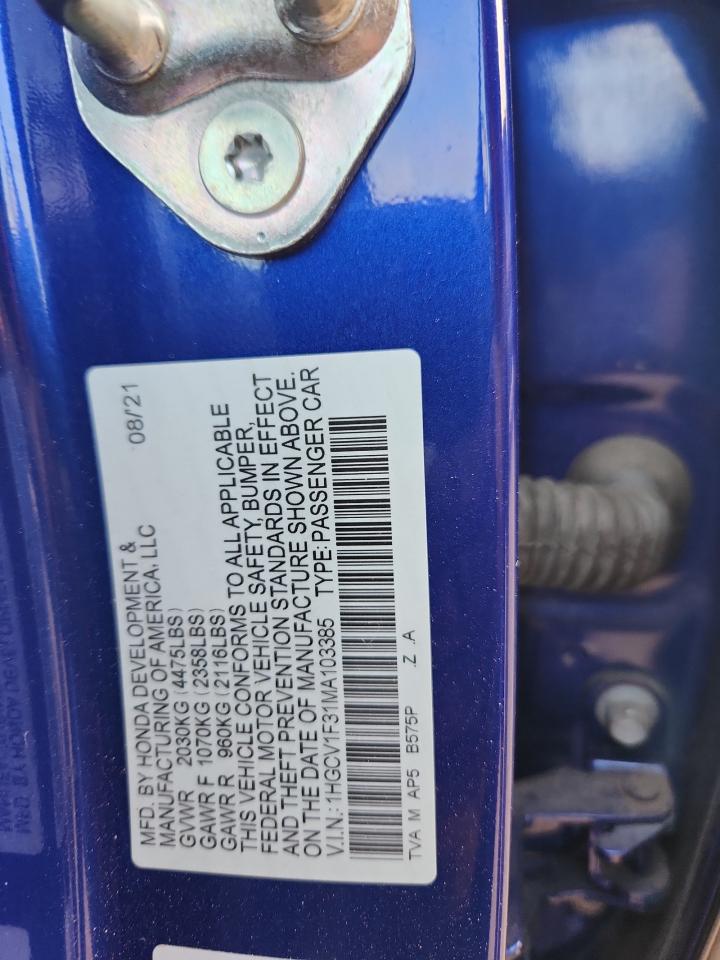 MFD. BY HONDA DEVELOPMENT & 08/'21
MANUFACTURING OF AMERICA, LLC
GVWR 2030KG (4475LBS)
GAWR F 1070KG (2358LBS)
GAWR R 960KG (2116LBS)
THIS VEHICLE CONFORMS TO ALL APPLICABLE
FEDERAL MOTOR VEHICLE SAFETY, BUMPER,
AND THEFT PREVENTION STANDARDS IN EFFECT
ON THE DATE OF MANUFACTURE SHOWN ABOVE.
V.I.N.: 1HGCV1F31MA103385 TYPE: PASSENGER CAR
TVA M AP5 B575P .Z .A